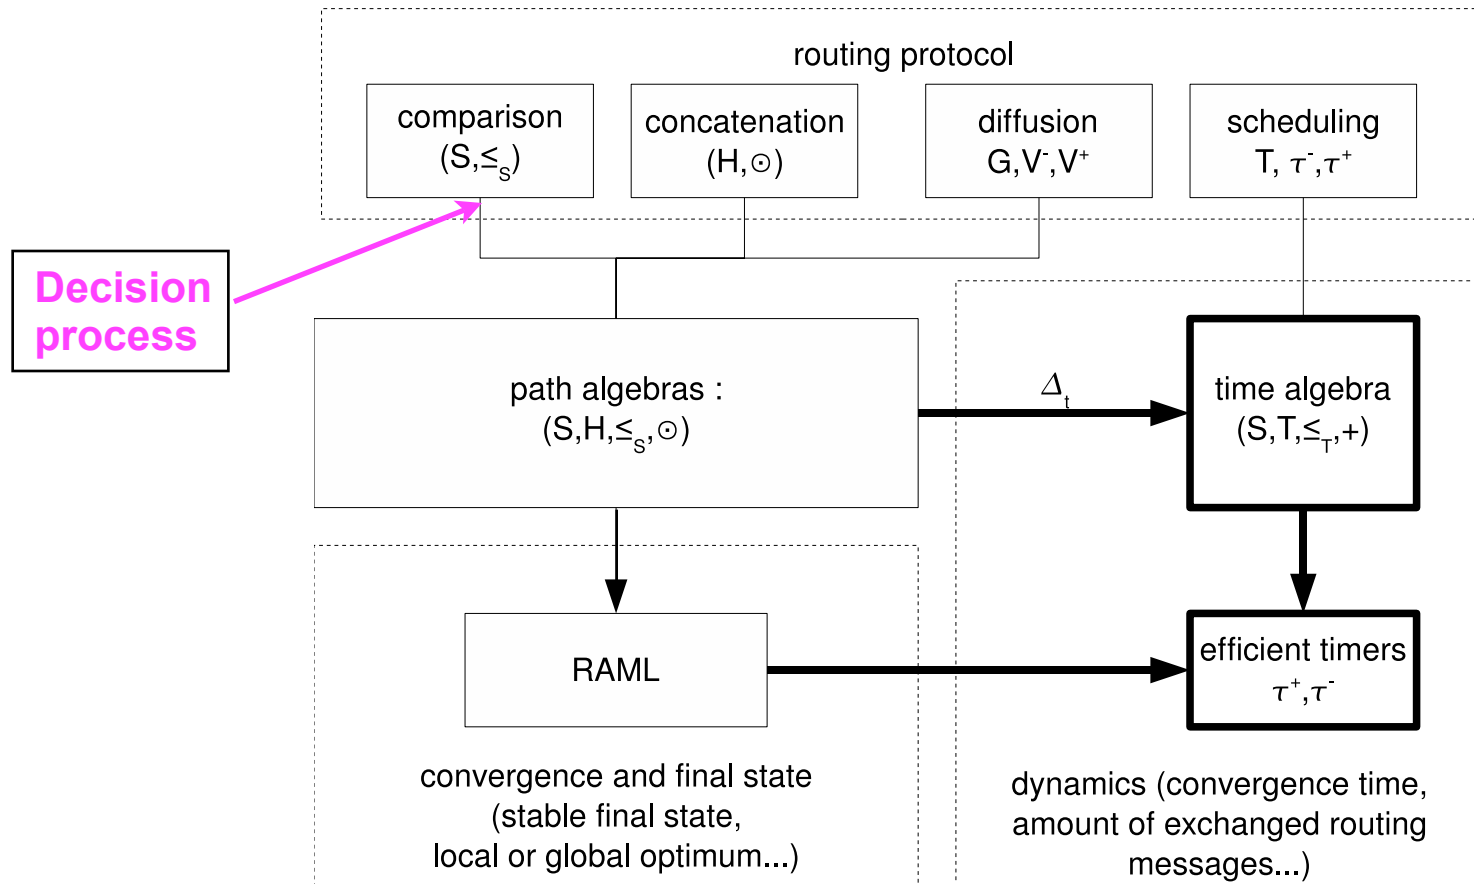 routing protocol
comparison
(S,≤S)
concatenation
(H,⊙)
diffusion
G,V⁻,V⁺
scheduling
T, τ⁻,τ⁺
Decision
process
path algebras :
(S,H,≤S,⊙)
Δt
time algebra
(S,T,≤T,+)
RAML
efficient timers
τ⁺,τ⁻
convergence and final state
(stable final state,
local or global optimum...)
dynamics (convergence time,
amount of exchanged routing
messages...)